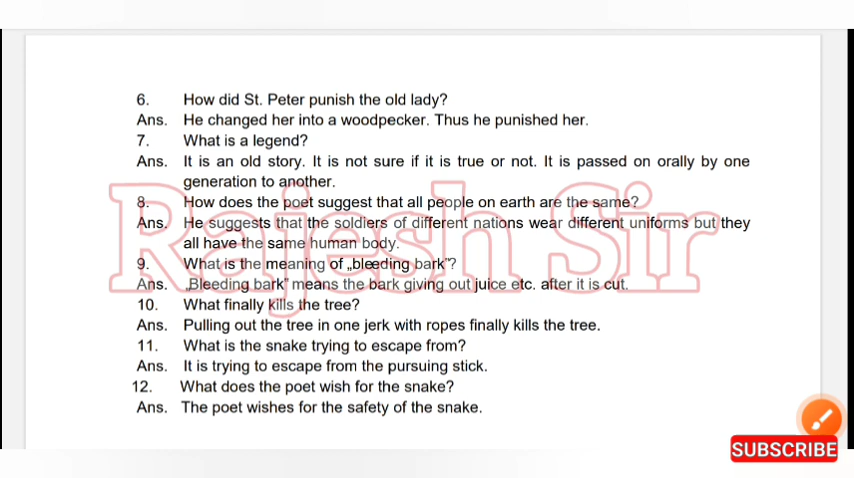 6. How did St. Peter punish the old lady?
Ans. He changed her into a woodpecker. Thus he punished her.
7. What is a legend?
Ans. It is an old story. It is not sure if it is true or not. It is passed on orally by one
generation to another.
8. How does the poet suggest that all people on earth are the same?
Ans. He suggests that the soldiers of different nations wear different uniforms but they
all have the same human body.
9. What is the meaning of „bleeding bark‟?
Ans. „Bleeding bark‟ means the bark giving out juice etc. after it is cut.
10. What finally kills the tree?
Ans. Pulling out the tree in one jerk with ropes finally kills the tree.
11. What is the snake trying to escape from?
Ans. It is trying to escape from the pursuing stick.
12. What does the poet wish for the snake?
Ans. The poet wishes for the safety of the snake.
Rajesh Sir
SUBSCRIBE